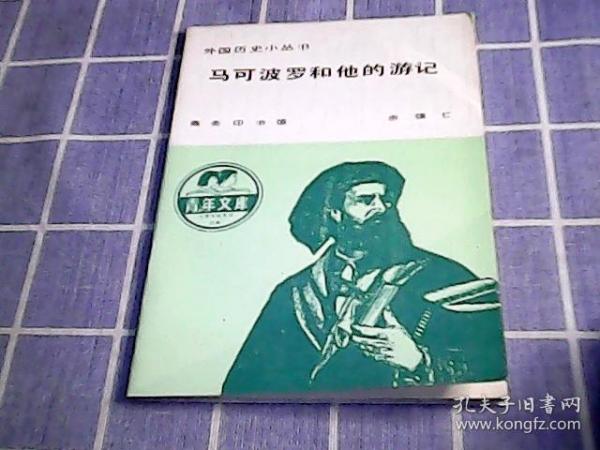 外国历史小丛书
马可波罗和他的游记
商务印书馆
青年文库
孔夫子旧书网
www.kongfz.com